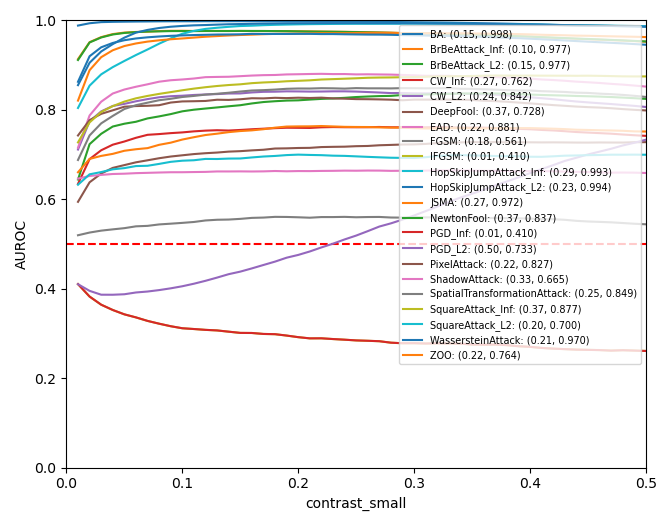 1.0
0.8
0.6
0.4
0.2
0.0
AUROC
0.0 0.1 0.2 0.3 0.4 0.5
contrast_small
BA: (0.15, 0.998)
BrBeAttack_Inf: (0.10, 0.977)
BrBeAttack_L2: (0.15, 0.977)
CW_Inf: (0.27, 0.762)
CW_L2: (0.24, 0.842)
DeepFool: (0.37, 0.728)
EAD: (0.22, 0.881)
FGSM: (0.18, 0.561)
IFGSM: (0.01, 0.410)
HopSkipJumpAttack_Inf: (0.29, 0.993)
HopSkipJumpAttack_L2: (0.23, 0.994)
JSMA: (0.27, 0.972)
NewtonFool: (0.37, 0.837)
PGD_Inf: (0.01, 0.410)
PGD_L2: (0.50, 0.733)
PixelAttack: (0.22, 0.827)
ShadowAttack: (0.33, 0.665)
SpatialTransformationAttack: (0.25, 0.849)
SquareAttack_Inf: (0.37, 0.877)
SquareAttack_L2: (0.20, 0.700)
WassersteinAttack: (0.21, 0.970)
ZOO: (0.22, 0.764)